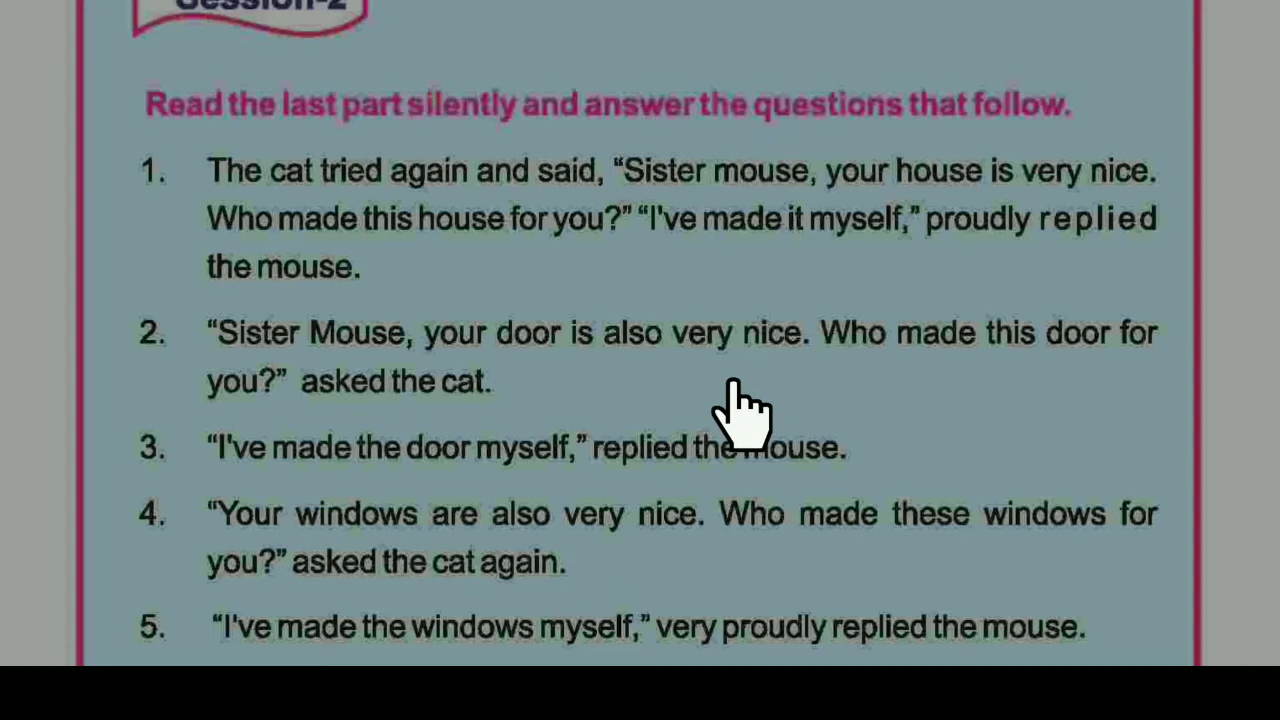 Session-2
Read the last part silently and answer the questions that follow.
1. The cat tried again and said, “Sister mouse, your house is very nice.
Who made this house for you?” “I've made it myself,” proudly replied
the mouse.
2. “Sister Mouse, your door is also very nice. Who made this door for
you?” asked the cat.
3. “I've made the door myself,” replied the mouse.
4. “Your windows are also very nice. Who made these windows for
you?” asked the cat again.
5. “I've made the windows myself,” very proudly replied the mouse.